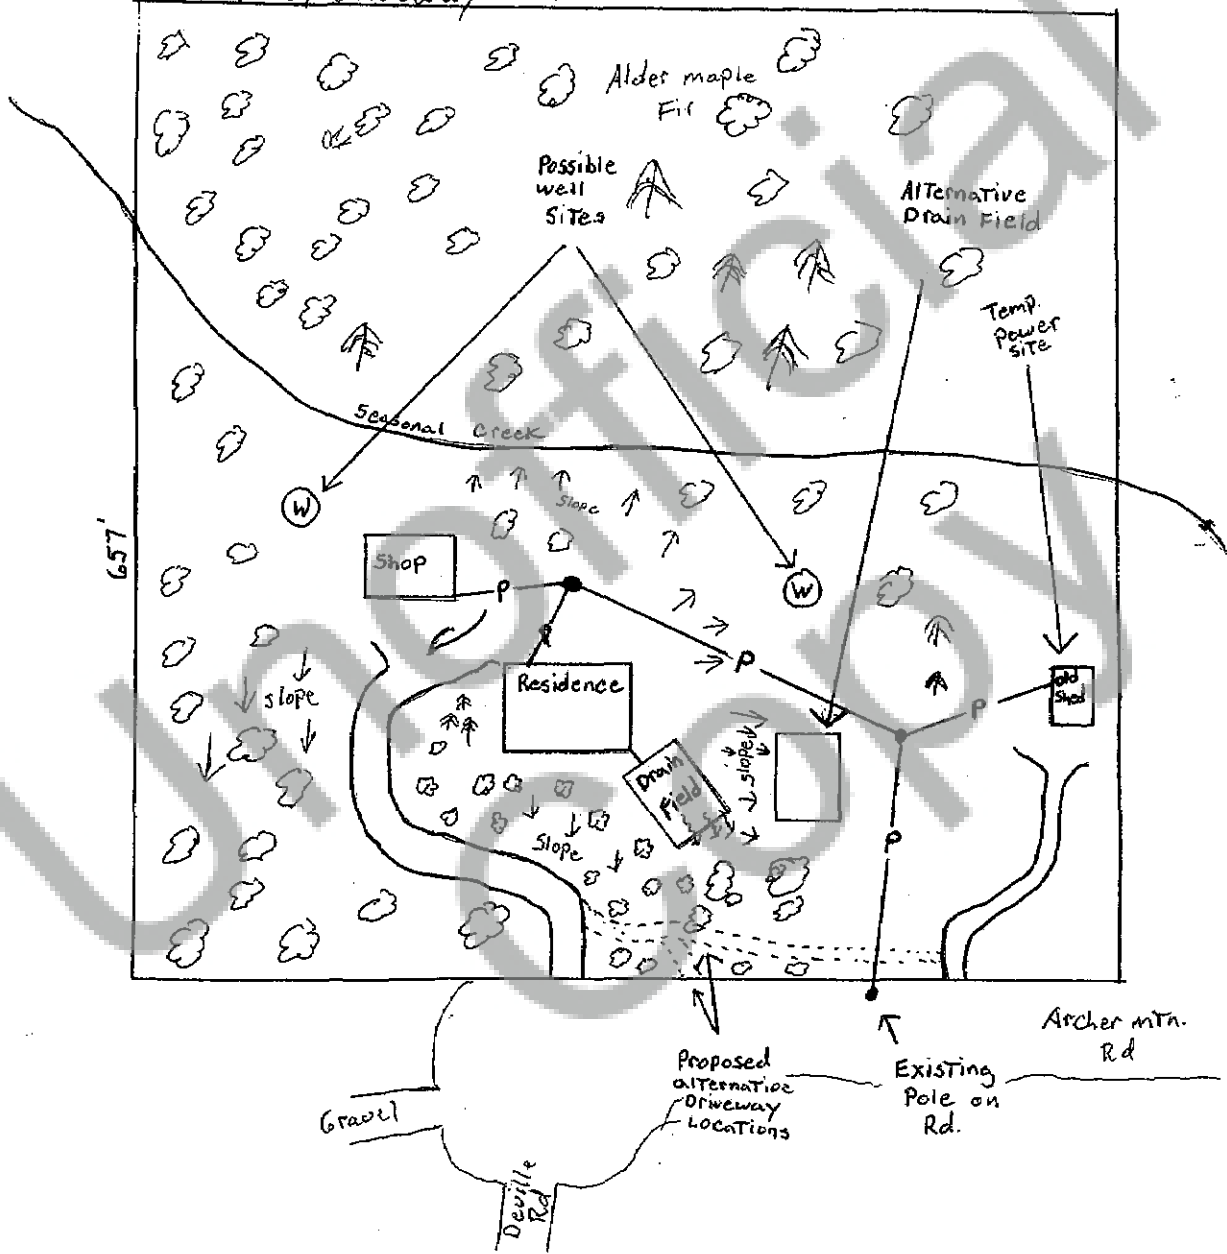 Alder maple
Fir
Possible
well
Sites
Alternative
Drain Field
Temp.
Power
site
Seasonal Creek
slope
W
657'
Shop
P
W
P
P
slope
Residence
old
shed
P
Drain
Field
slope
Slope
P
Archer mtn.
Rd
Proposed
alternative
Driveway
Locations
Existing
Pole on
Rd.
Gravel
Deville
Rd
Unofficial
Copy